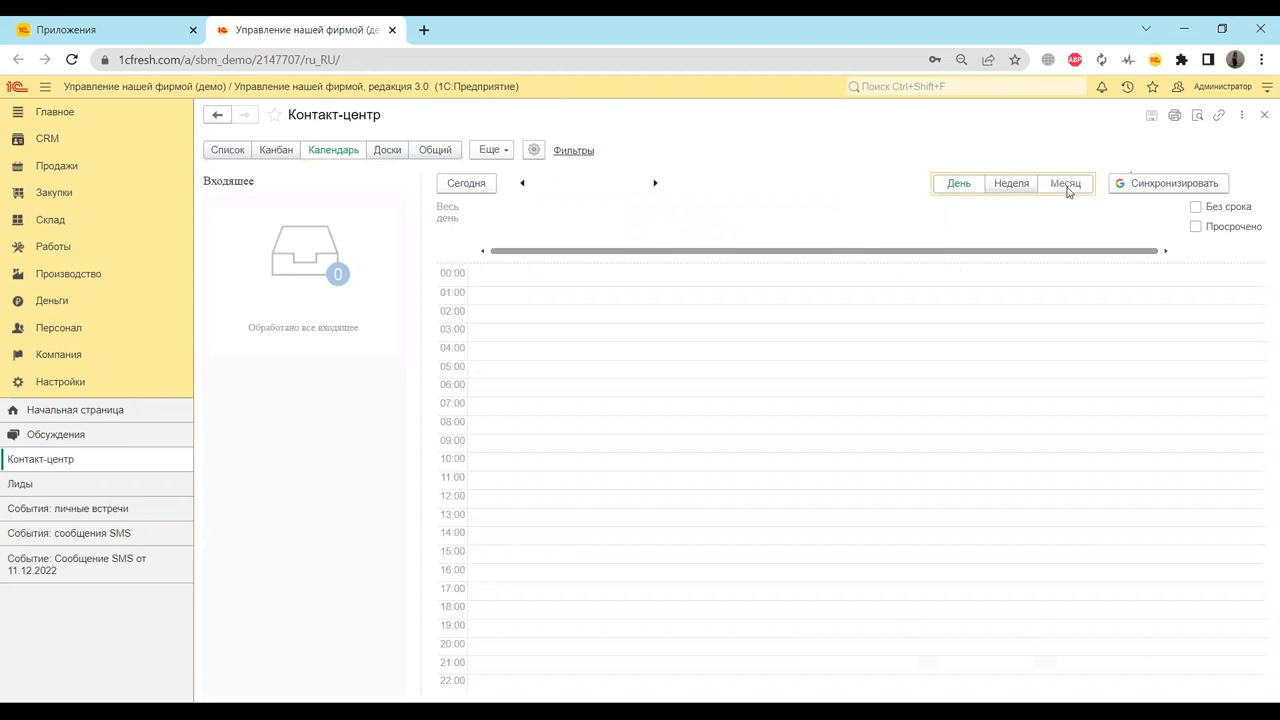 Приложения
Управление нашей фирмой (де
1cfresh.com/a/sbm_demo/2147707/ru_RU/
ABP
1С
Управление нашей фирмой (демо) / Управление нашей фирмой, редакция 3.0 (1С:Предприятие)
Поиск Ctrl+Shift+F
Администратор
Главное
CRM
Продажи
Закупки
Склад
Работы
Производство
Деньги
Персонал
Компания
Настройки
Начальная страница
Обсуждения
Контакт-центр
Лиды
События: личные встречи
События: сообщения SMS
Событие: Сообщение SMS от
11.12.2022
Контакт-центр
Список Канбан Календарь Доски Общий Еще Фильтры
Входящее
0
Обработано все входящее
Сегодня День Неделя Месяц Синхронизировать
Весь
день
Без срока
Просрочено
00:00
01:00
02:00
03:00
04:00
05:00
06:00
07:00
08:00
09:00
10:00
11:00
12:00
13:00
14:00
15:00
16:00
17:00
18:00
19:00
20:00
21:00
22:00